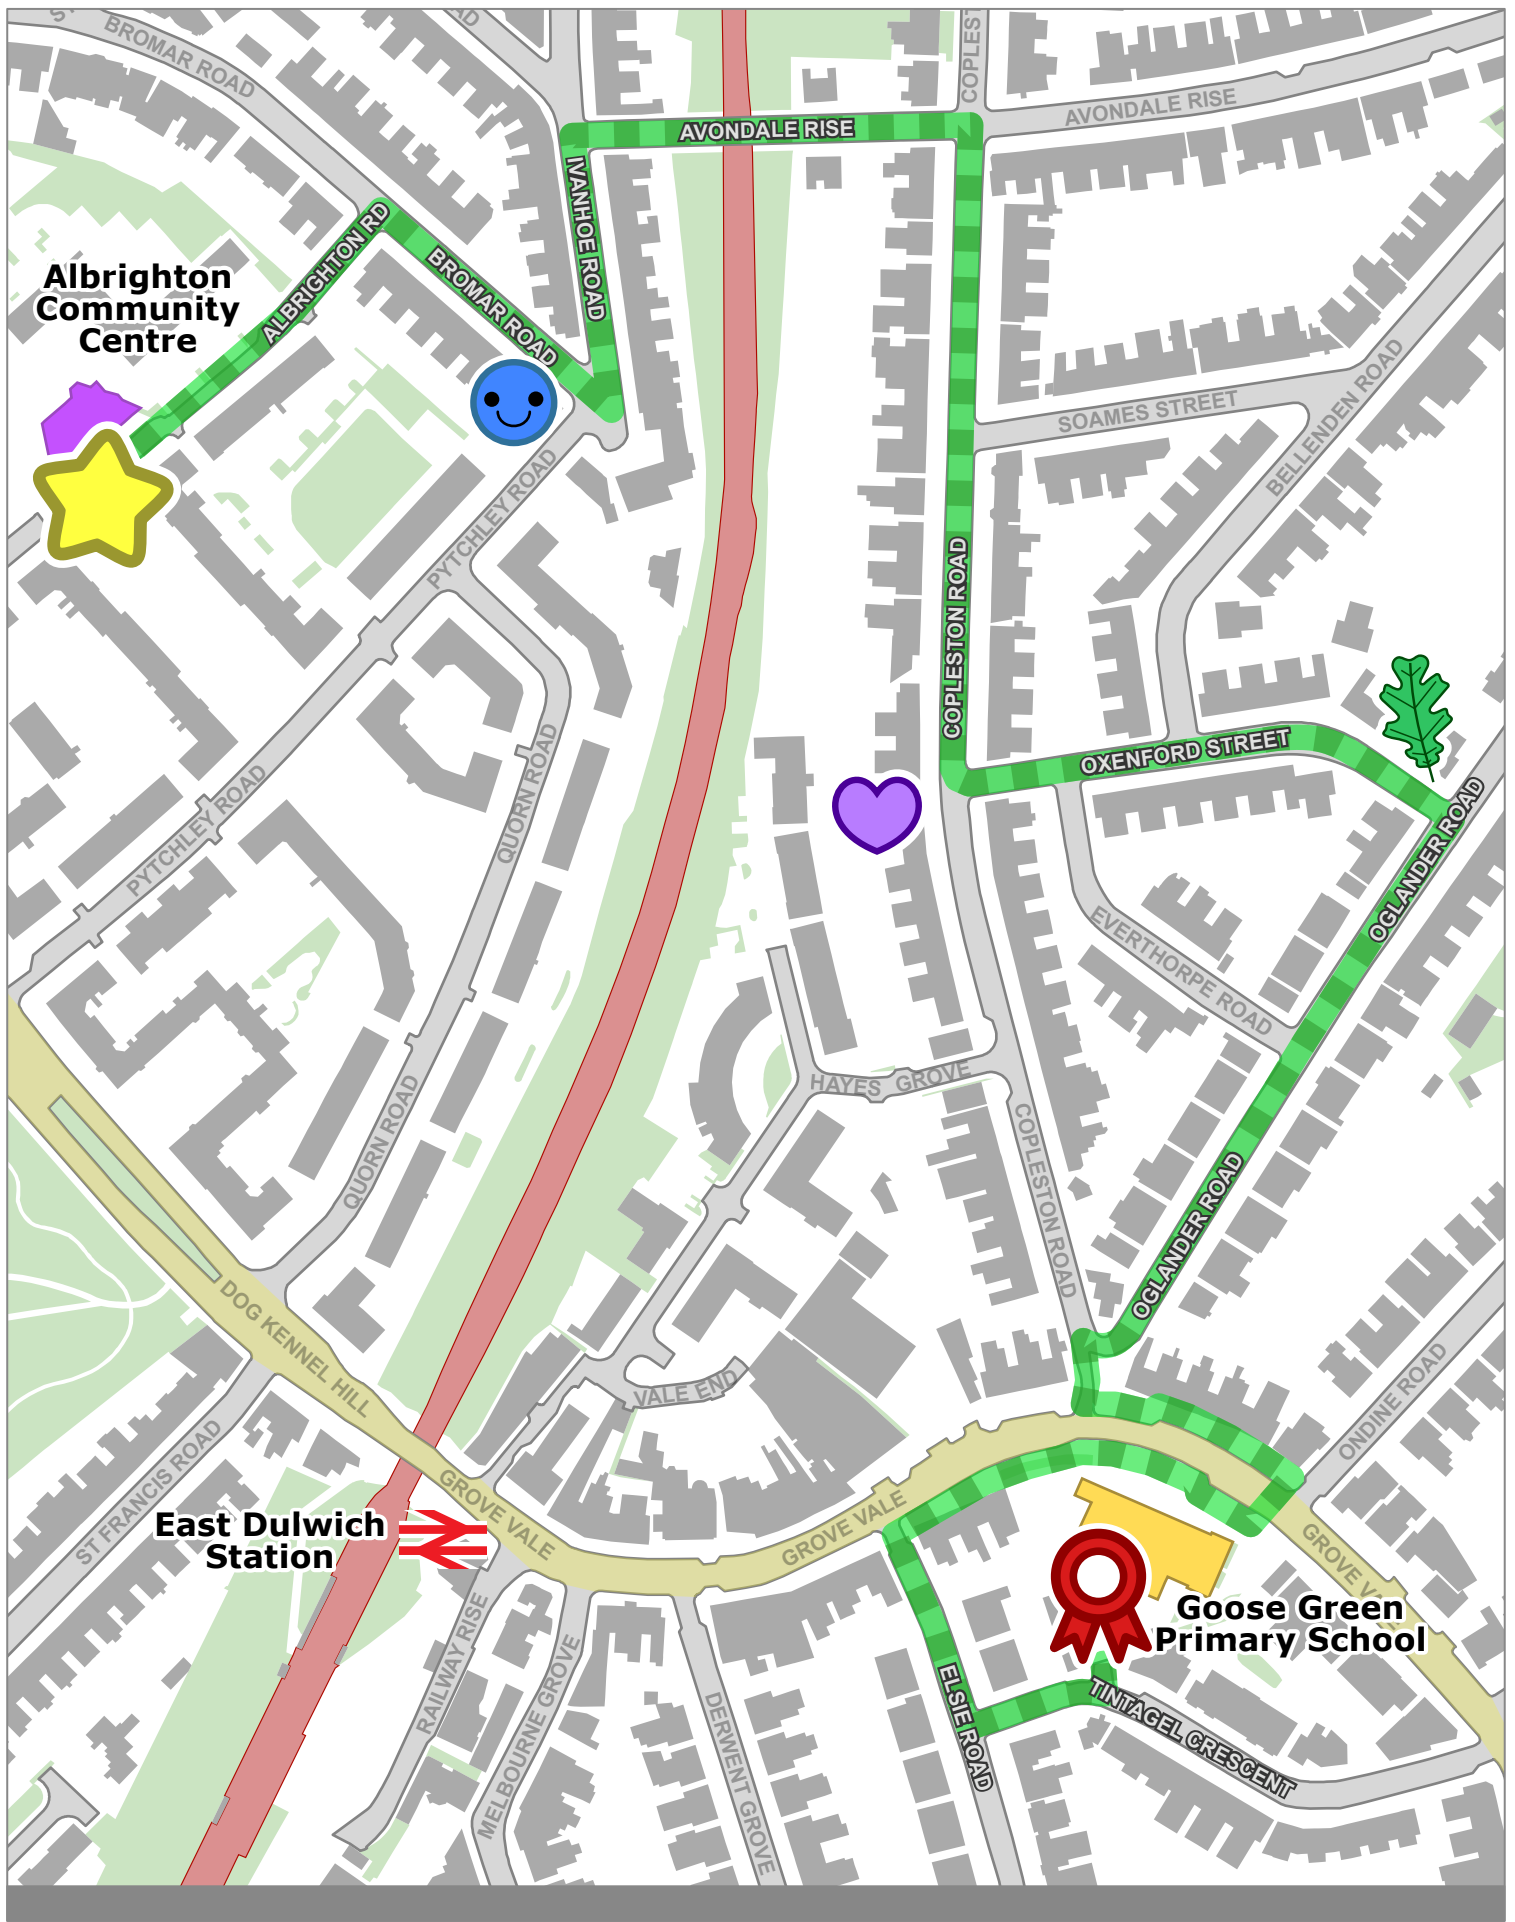 BROMAR ROAD
COPLEST
AVONDALE RISE
AVONDALE RISE
IVANHOE ROAD
ALBRIGHTON RD
BROMAR ROAD
Albrighton
Community
Centre
SOAMES STREET
BELLENDEN ROAD
PYTCHLEY ROAD
COPLESTON ROAD
OXENFORD STREET
QUORN ROAD
PYTCHLEY ROAD
OGLANDER ROAD
EVERTHORPE ROAD
HAYES GROVE
QUORN ROAD
COPLESTON ROAD
OGLANDER ROAD
DOG KENNEL HILL
VALE END
ONDINE ROAD
ST FRANCIS ROAD
GROVE VALE
GROVE VALE
GROVE V
East Dulwich
Station
Goose Green
Primary School
RAILWAY RISE
MELBOURNE GROVE
DERWENT GROVE
ELSIE ROAD
TINTAGEL CRESCENT